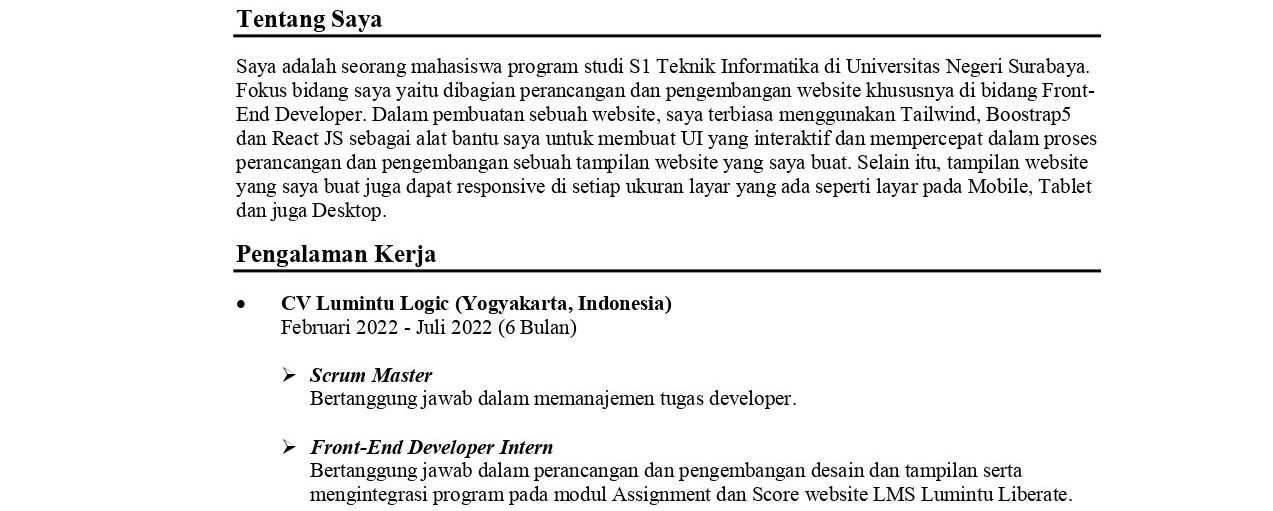 Tentang Saya
Saya adalah seorang mahasiswa program studi S1 Teknik Informatika di Universitas Negeri Surabaya.
Fokus bidang saya yaitu dibagian perancangan dan pengembangan website khususnya di bidang Front-
End Developer. Dalam pembuatan sebuah website, saya terbiasa menggunakan Tailwind, Boostrap5
dan React JS sebagai alat bantu saya untuk membuat UI yang interaktif dan mempercepat dalam proses
perancangan dan pengembangan sebuah tampilan website yang saya buat. Selain itu, tampilan website
yang saya buat juga dapat responsive di setiap ukuran layar yang ada seperti layar pada Mobile, Tablet
dan juga Desktop.
Pengalaman Kerja
• CV Lumintu Logic (Yogyakarta, Indonesia)
Februari 2022 - Juli 2022 (6 Bulan)
➢ Scrum Master
Bertanggung jawab dalam memanajemen tugas developer.
➢ Front-End Developer Intern
Bertanggung jawab dalam perancangan dan pengembangan desain dan tampilan serta
mengintegrasi program pada modul Assignment dan Score website LMS Lumintu Liberate.